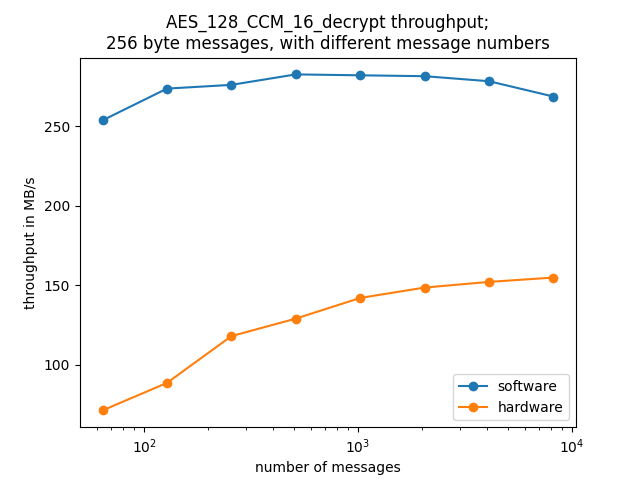 AES_128_CCM_16_decrypt throughput;
256 byte messages, with different message numbers
throughput in MB/s
250
200
150
100
software
hardware
10²
10³
10⁴
number of messages